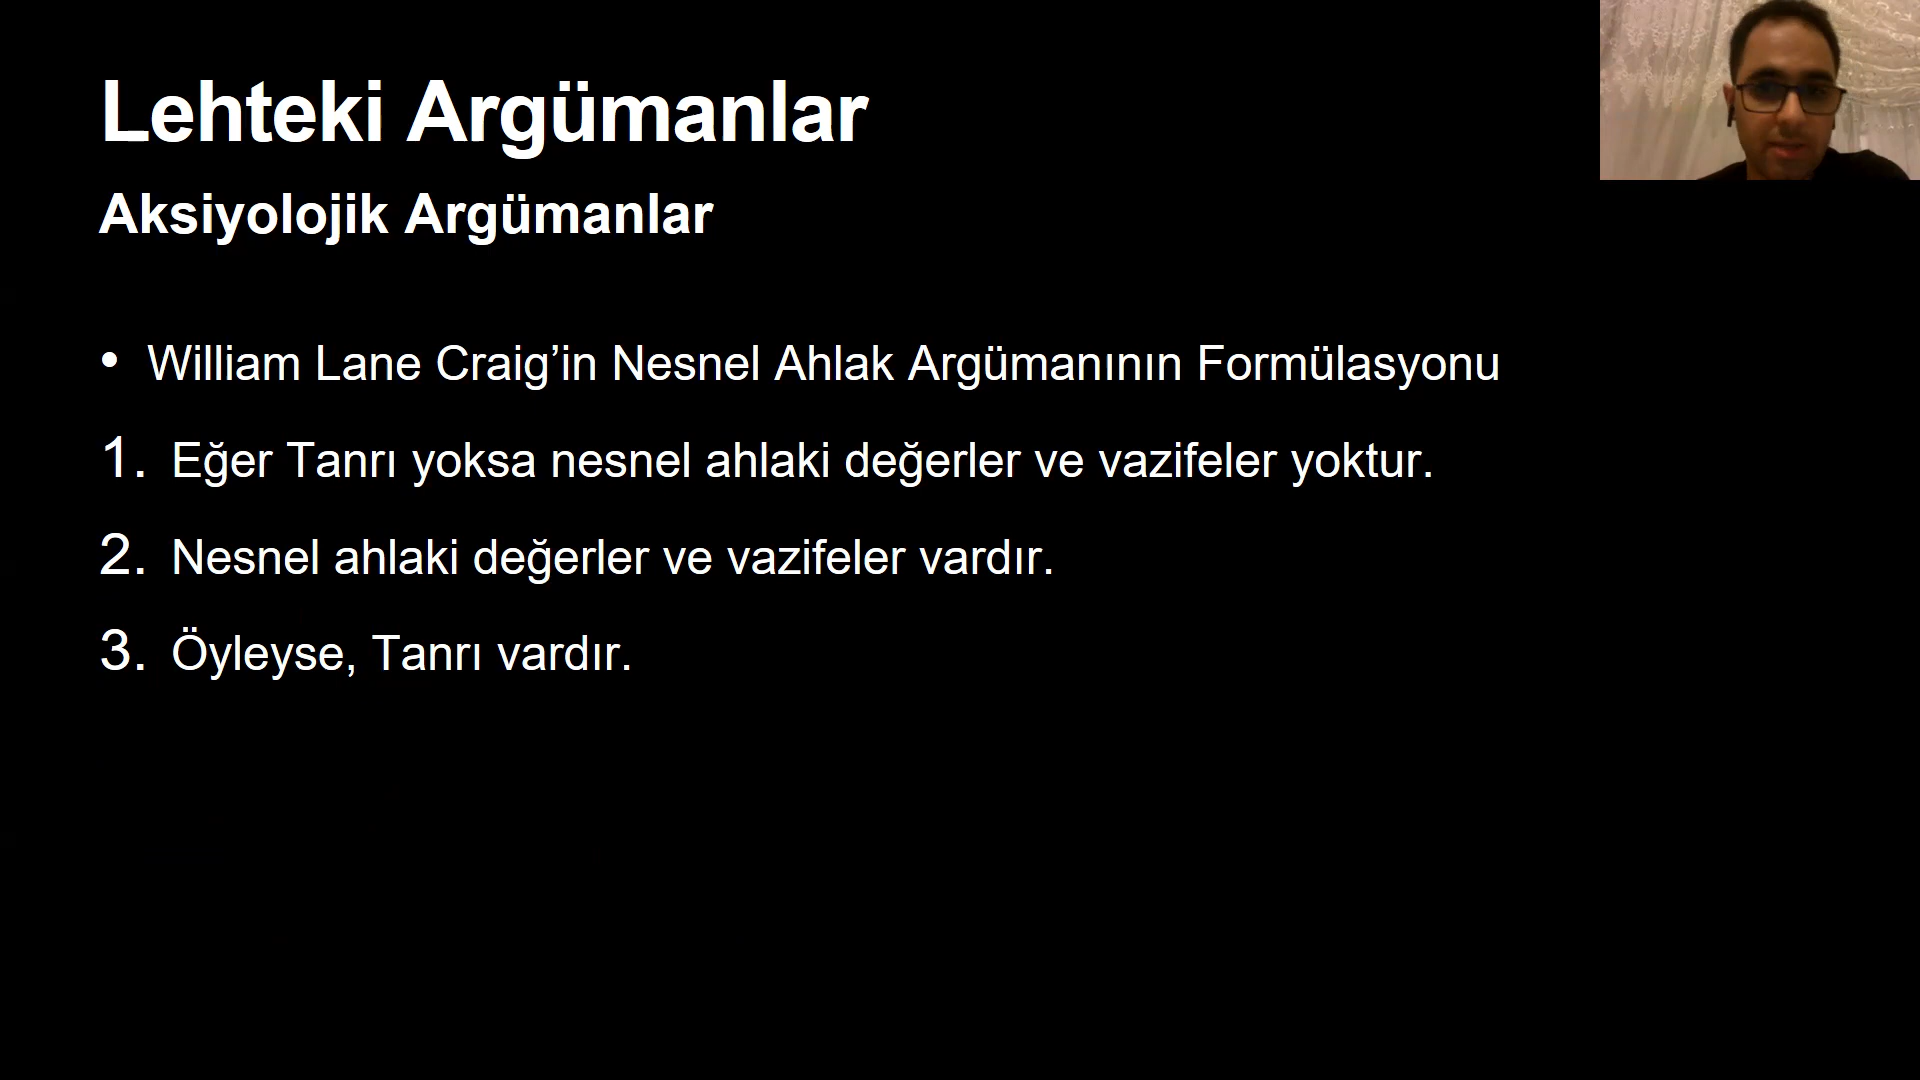 Lehteki Argümanlar
Aksiyolojik Argümanlar
• William Lane Craig’in Nesnel Ahlak Argümanının Formülasyonu
1. Eğer Tanrı yoksa nesnel ahlaki değerler ve vazifeler yoktur.
2. Nesnel ahlaki değerler ve vazifeler vardır.
3. Öyleyse, Tanrı vardır.